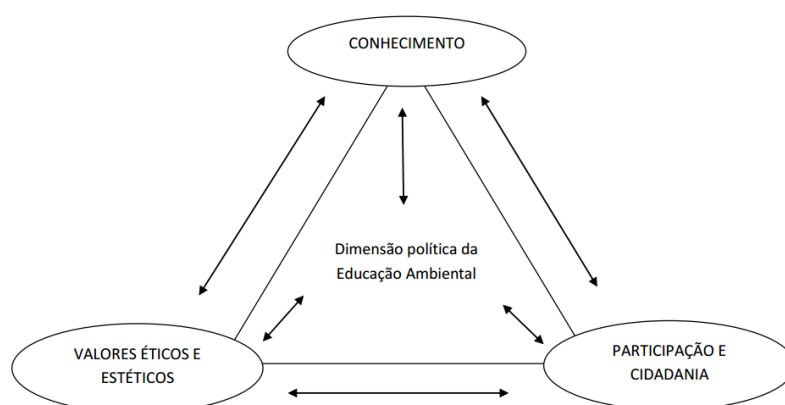 CONHECIMENTO
Dimensão política da
Educação Ambiental
VALORES ÉTICOS E
ESTÉTICOS
PARTICIPAÇÃO E
CIDADANIA